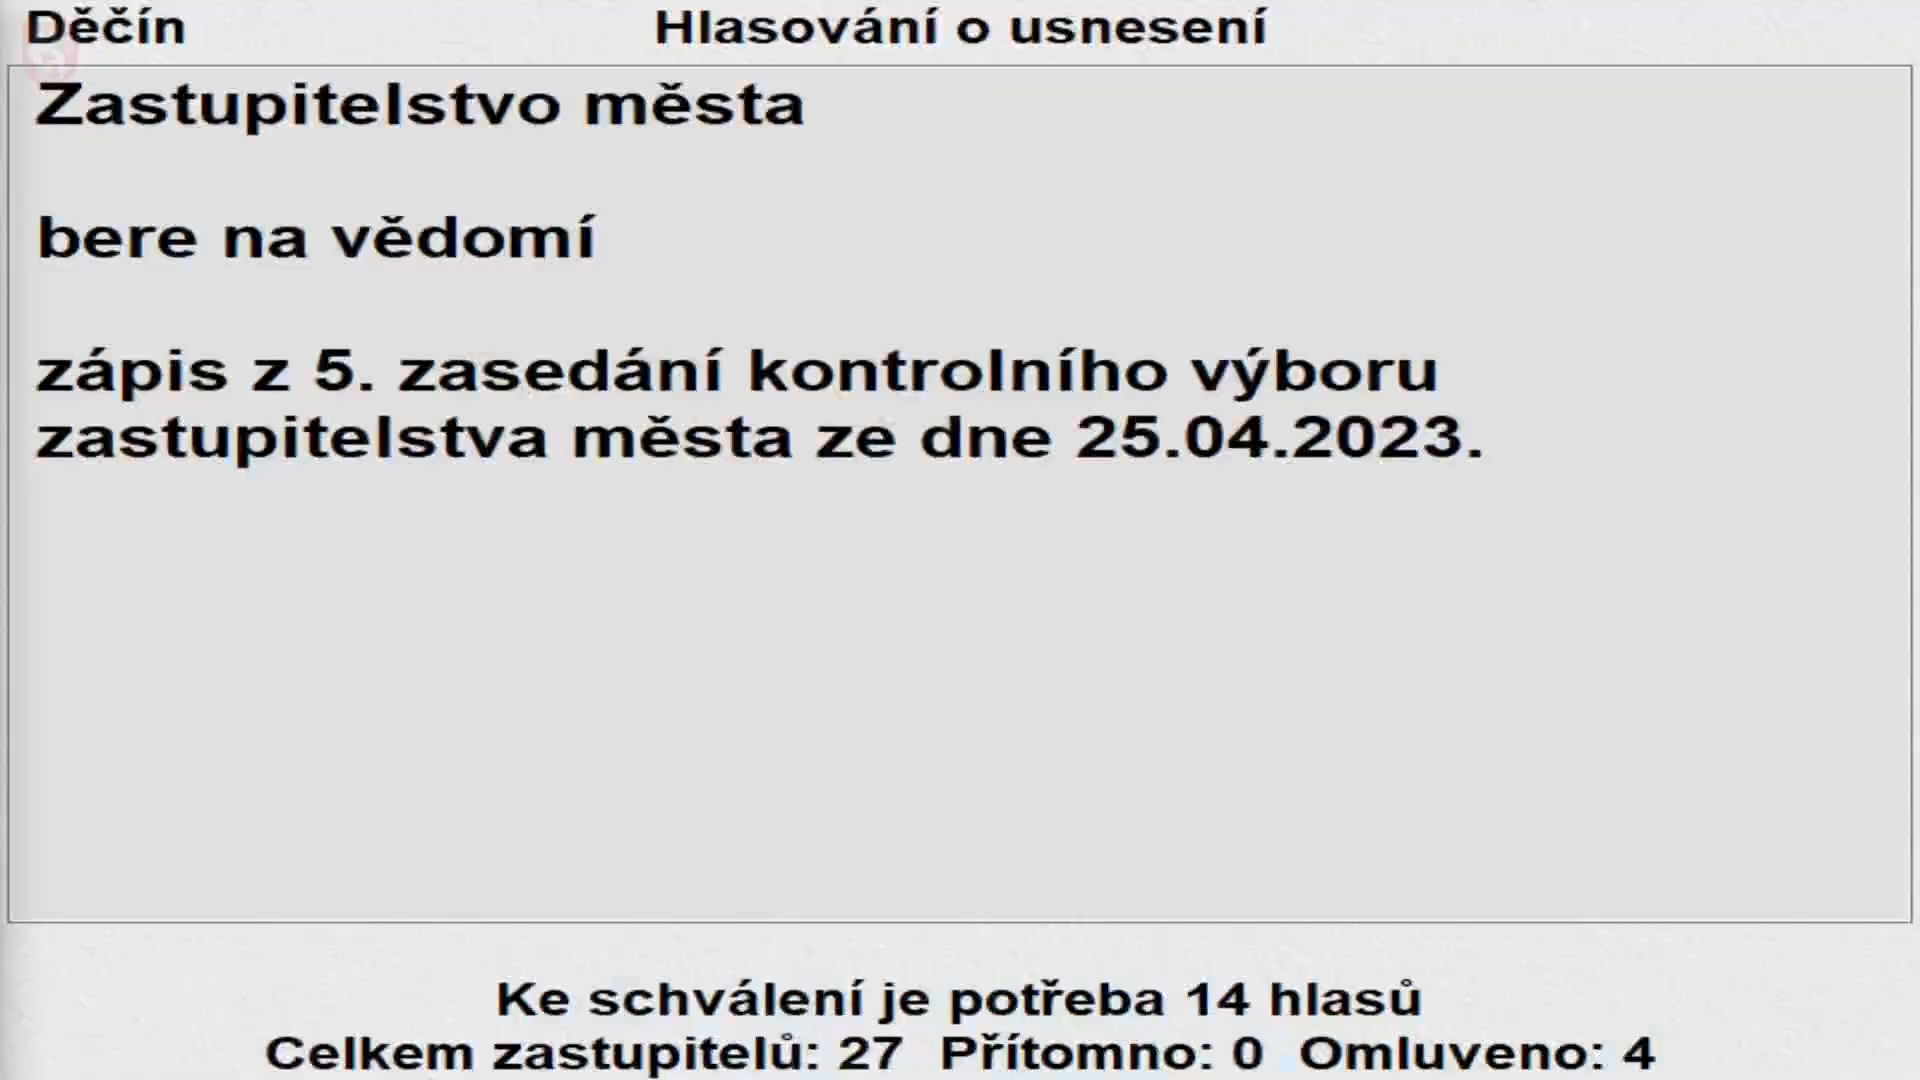 Děčín
Hlasování o usnesení
Zastupitelstvo města
bere na vědomí
zápis z 5. zasedání kontrolního výboru
zastupitelstva města ze dne 25.04.2023.
Ke schválení je potřeba 14 hlasů
Celkem zastupitelů: 27 Přítomno: 0 Omluveno: 4